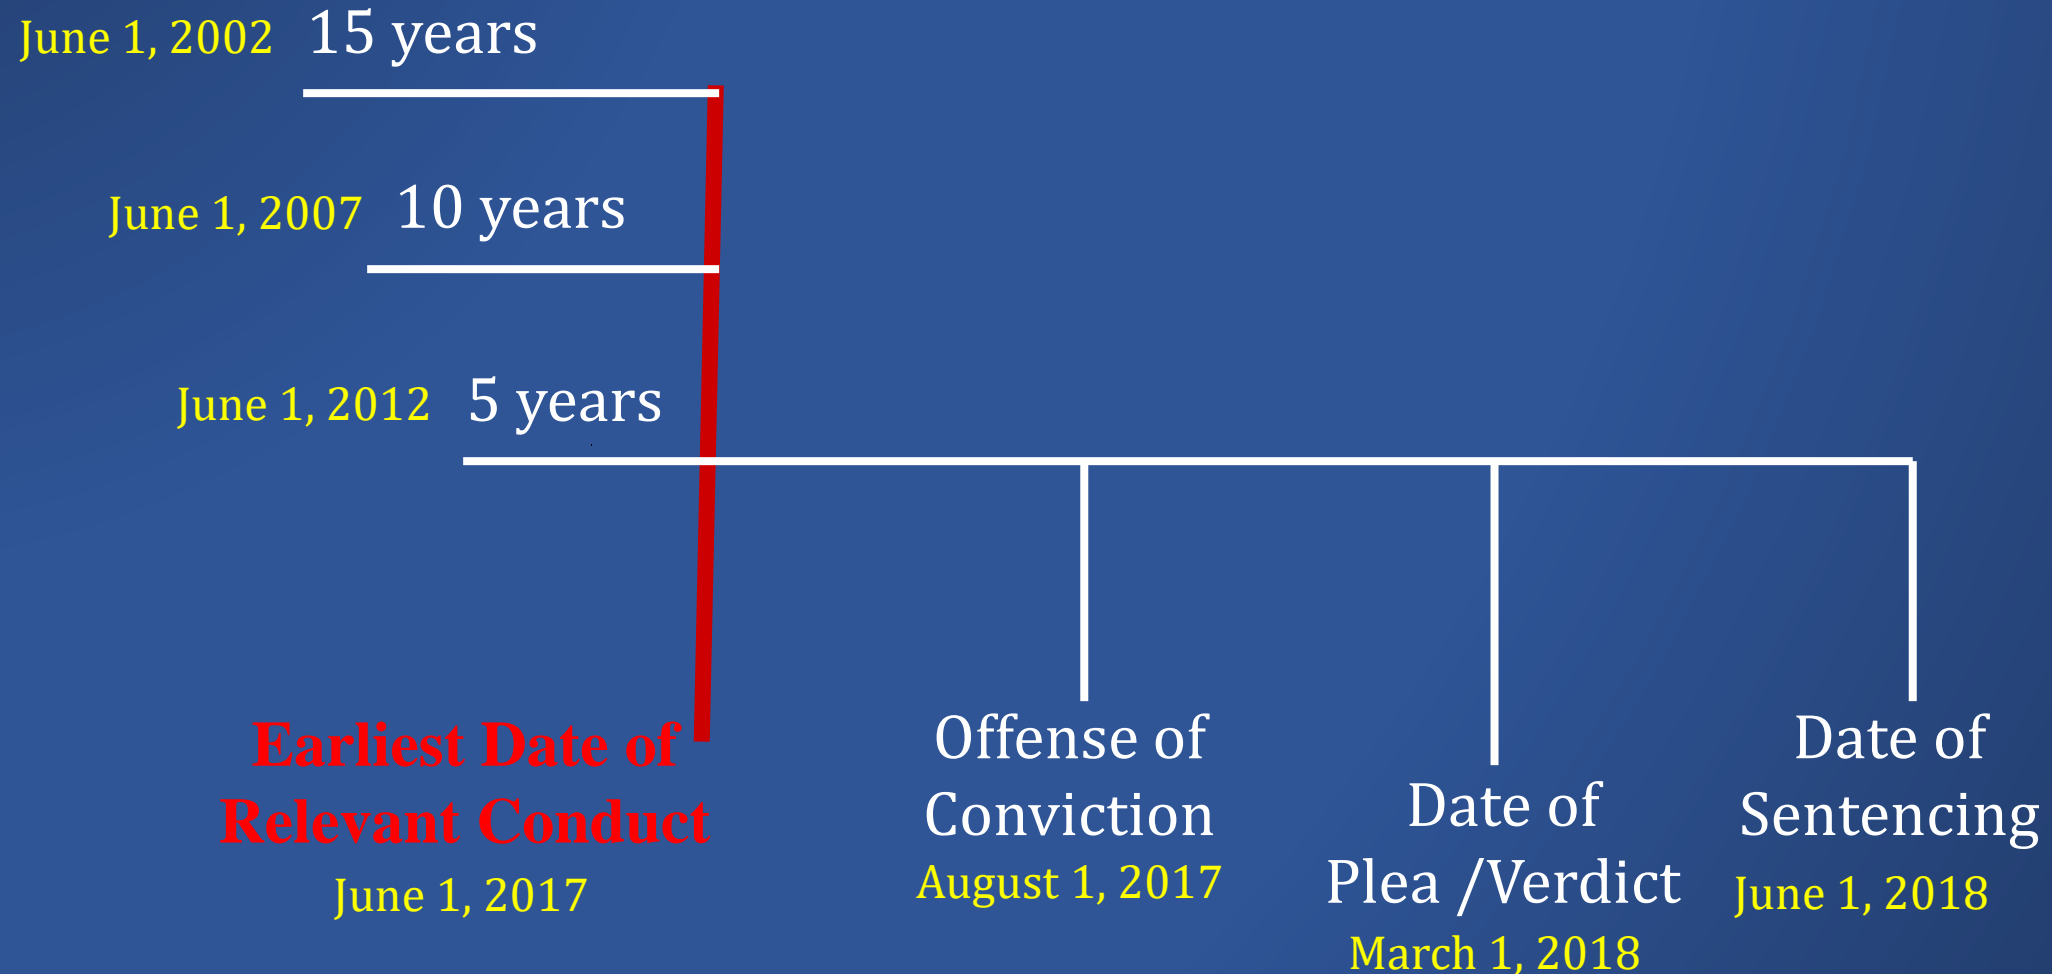 June 1, 2002 15 years
June 1, 2007 10 years
June 1, 2012 5 years
Earliest Date of
Relevant Conduct
June 1, 2017
Offense of
Conviction
August 1, 2017
Date of
Plea /Verdict
March 1, 2018
Date of
Sentencing
June 1, 2018